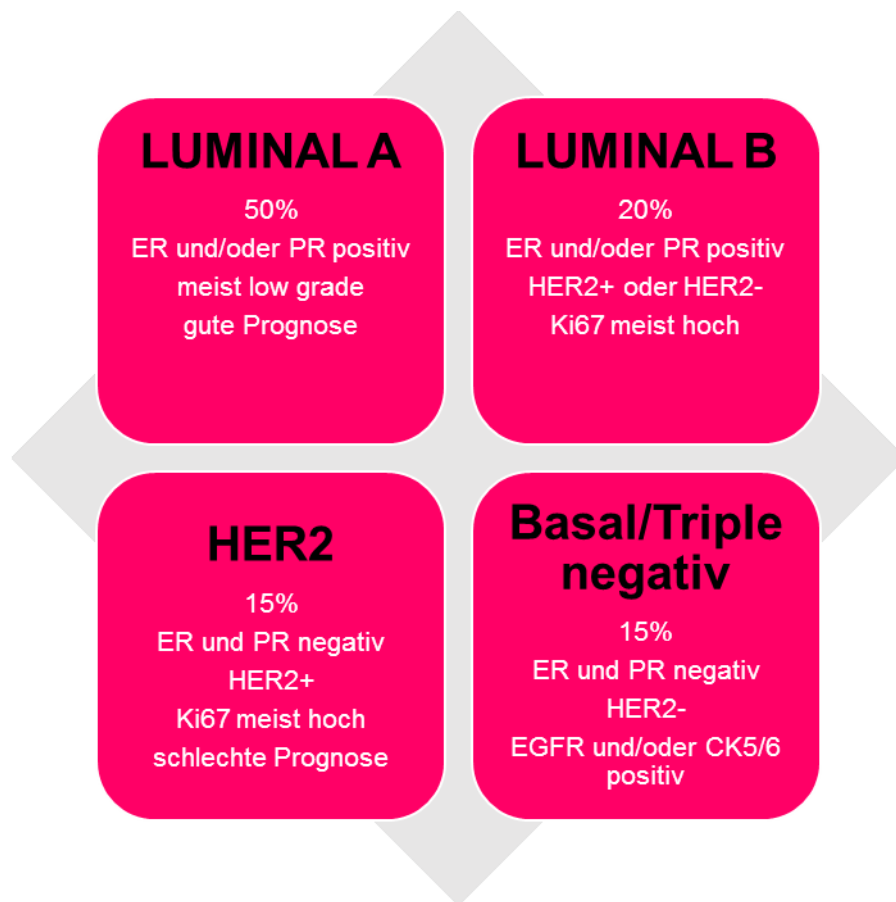 LUMINAL A
50%
ER und/oder PR positiv
meist low grade
gute Prognose
LUMINAL B
20%
ER und/oder PR positiv
HER2+ oder HER2-
Ki67 meist hoch
HER2
15%
ER und PR negativ
HER2+
Ki67 meist hoch
schlechte Prognose
Basal/Triple
negativ
15%
ER und PR negativ
HER2-
EGFR und/oder CK5/6
positiv